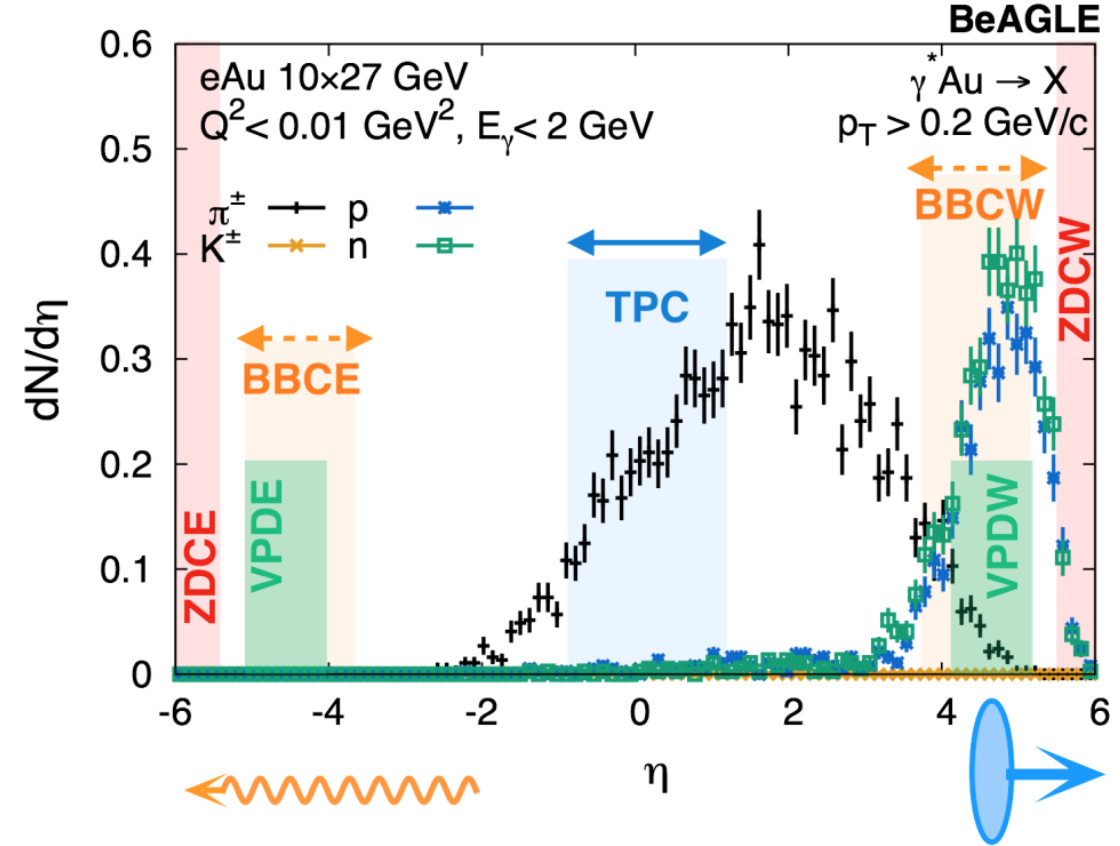 BeAGLE
eAu 10×27 GeV
γ*Au → X
Q²< 0.01 GeV², Eγ< 2 GeV
p_T > 0.2 GeV/c
π± p
K± n
TPC
BBCE
BBCW
ZDCE
VPDE
VPDW
ZDCW
dN/dη
0.6
0.5
0.4
0.3
0.2
0.1
0
-6 -4 -2 0 2 4 6
η